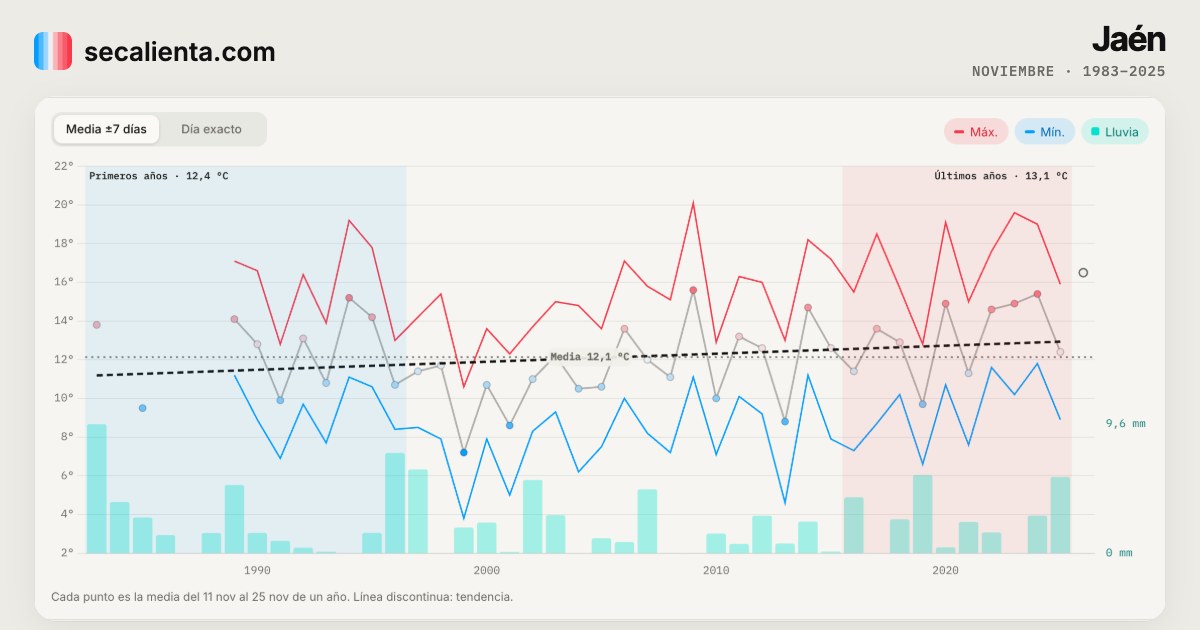 secalienta.com
Jaén
NOVIEMBRE · 1983–2025
Media ±7 días
Día exacto
Máx.
Mín.
Lluvia
Primeros años · 12,4 °C
Últimos años · 13,1 °C
22°
20°
18°
16°
14°
12°
10°
8°
6°
4°
2°
Media 12,1 °C
9,6 mm
0 mm
1990
2000
2010
2020
Cada punto es la media del 11 nov al 25 nov de un año. Línea discontinua: tendencia.